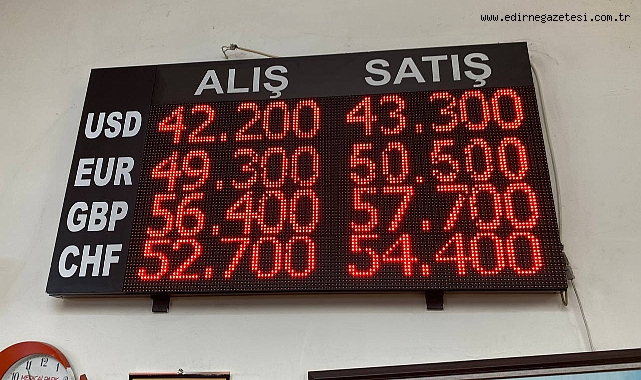 www.edirnegazetesi.com.tr
ALIŞ SATIŞ
USD 42.200 43.300
EUR 49.300 50.500
GBP 56.400 57.700
CHF 52.700 54.400